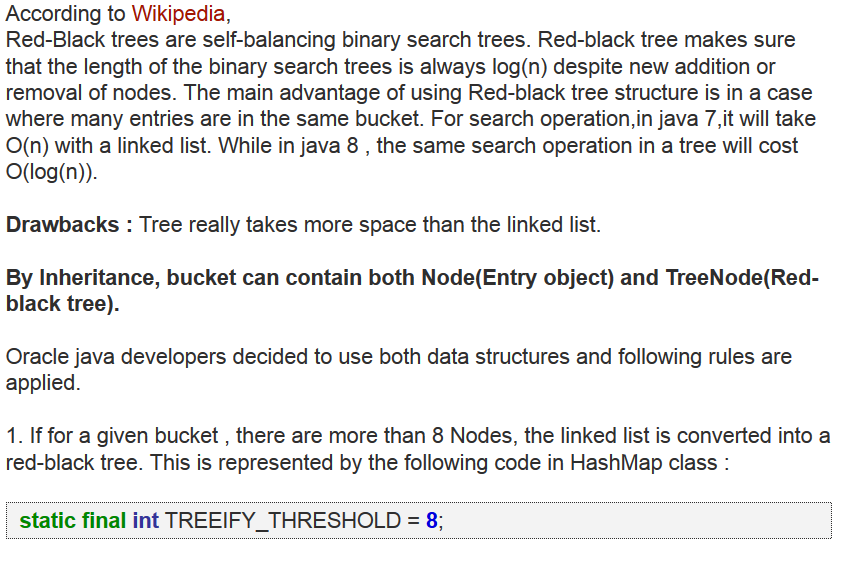 According to Wikipedia,
Red-Black trees are self-balancing binary search trees. Red-black tree makes sure
that the length of the binary search trees is always log(n) despite new addition or
removal of nodes. The main advantage of using Red-black tree structure is in a case
where many entries are in the same bucket. For search operation,in java 7,it will take
O(n) with a linked list. While in java 8 , the same search operation in a tree will cost
O(log(n)).
Drawbacks : Tree really takes more space than the linked list.
By Inheritance, bucket can contain both Node(Entry object) and TreeNode(Red-
black tree).
Oracle java developers decided to use both data structures and following rules are
applied.
1. If for a given bucket , there are more than 8 Nodes, the linked list is converted into a
red-black tree. This is represented by the following code in HashMap class :
static final int TREEIFY_THRESHOLD = 8;